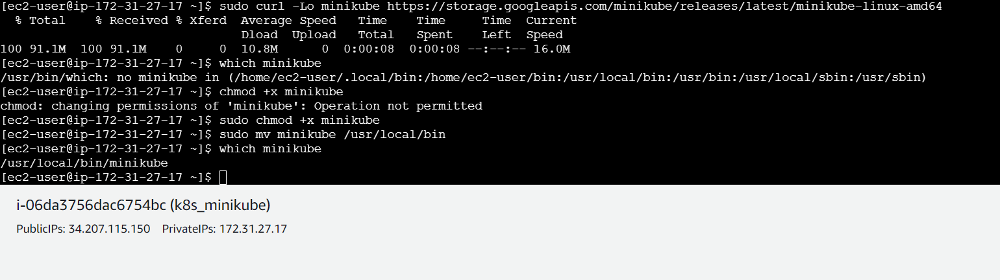 [ec2-user@ip-172-31-27-17 ~]$ sudo curl -Lo minikube https://storage.googleapis.com/minikube/releases/latest/minikube-linux-amd64
  % Total    % Received % Xferd  Average Speed   Time    Time     Time  Current
                                 Dload  Upload   Total   Spent    Left  Speed
100 91.1M  100 91.1M    0     0  10.8M      0  0:00:08  0:00:08 --:--:-- 16.0M
[ec2-user@ip-172-31-27-17 ~]$ which minikube
/usr/bin/which: no minikube in (/home/ec2-user/.local/bin:/home/ec2-user/bin:/usr/local/bin:/usr/bin:/usr/local/sbin:/usr/sbin)
[ec2-user@ip-172-31-27-17 ~]$ chmod +x minikube
chmod: changing permissions of 'minikube': Operation not permitted
[ec2-user@ip-172-31-27-17 ~]$ sudo chmod +x minikube
[ec2-user@ip-172-31-27-17 ~]$ sudo mv minikube /usr/local/bin
[ec2-user@ip-172-31-27-17 ~]$ which minikube
/usr/local/bin/minikube
[ec2-user@ip-172-31-27-17 ~]$
i-06da3756dac6754bc (k8s_minikube)
PublicIPs: 34.207.115.150    PrivateIPs: 172.31.27.17